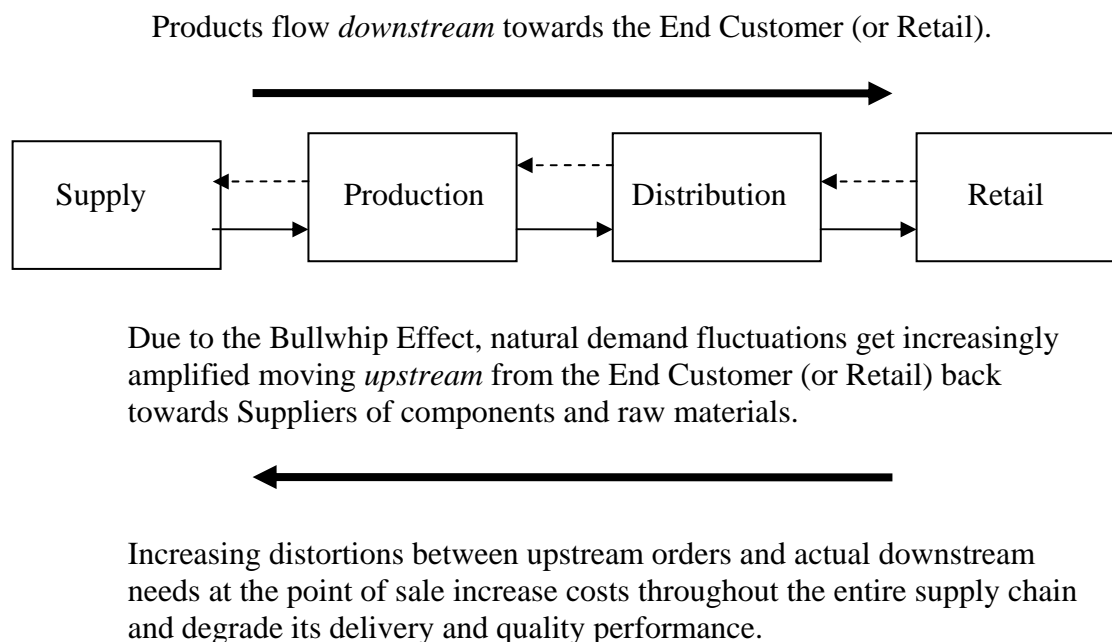 Products flow downstream towards the End Customer (or Retail).
Supply
Production
Distribution
Retail
Due to the Bullwhip Effect, natural demand fluctuations get increasingly
amplified moving upstream from the End Customer (or Retail) back
towards Suppliers of components and raw materials.
Increasing distortions between upstream orders and actual downstream
needs at the point of sale increase costs throughout the entire supply chain
and degrade its delivery and quality performance.